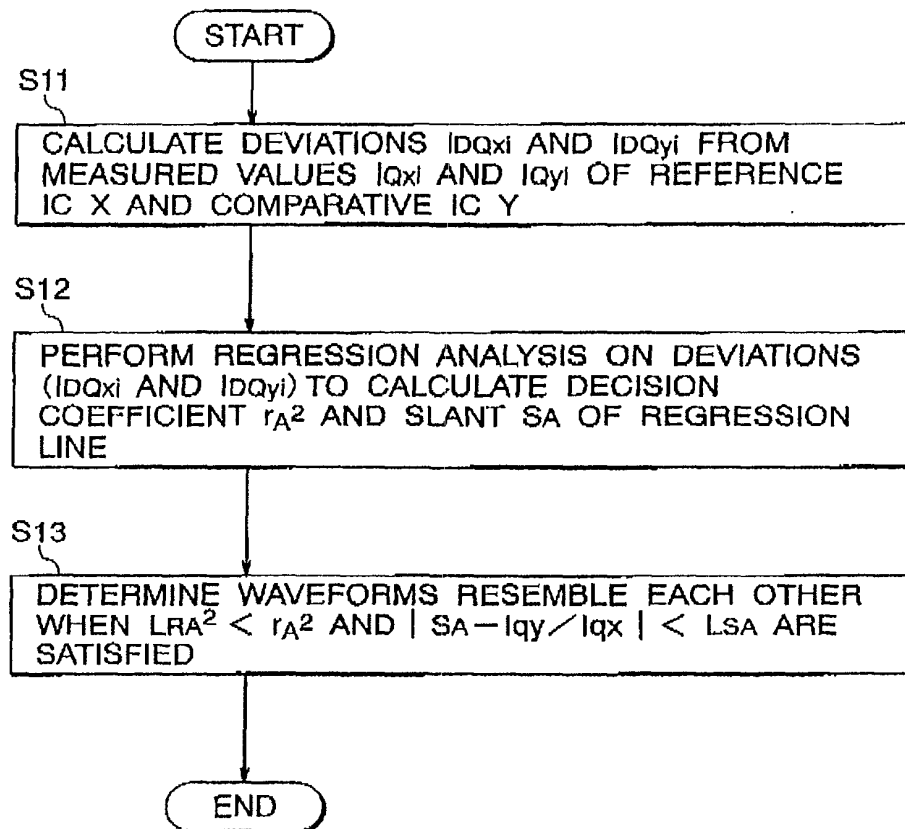 START
S11
CALCULATE DEVIATIONS IDQxi AND IDQyi FROM
MEASURED VALUES IQxi AND IQyi OF REFERENCE
IC X AND COMPARATIVE IC Y
S12
PERFORM REGRESSION ANALYSIS ON DEVIATIONS
(IDQxi AND IDQyi) TO CALCULATE DECISION
COEFFICIENT rA² AND SLANT SA OF REGRESSION
LINE
S13
DETERMINE WAVEFORMS RESEMBLE EACH OTHER
WHEN LRA² < rA² AND | SA−Iqy/Iqx | < LSA ARE
SATISFIED
END